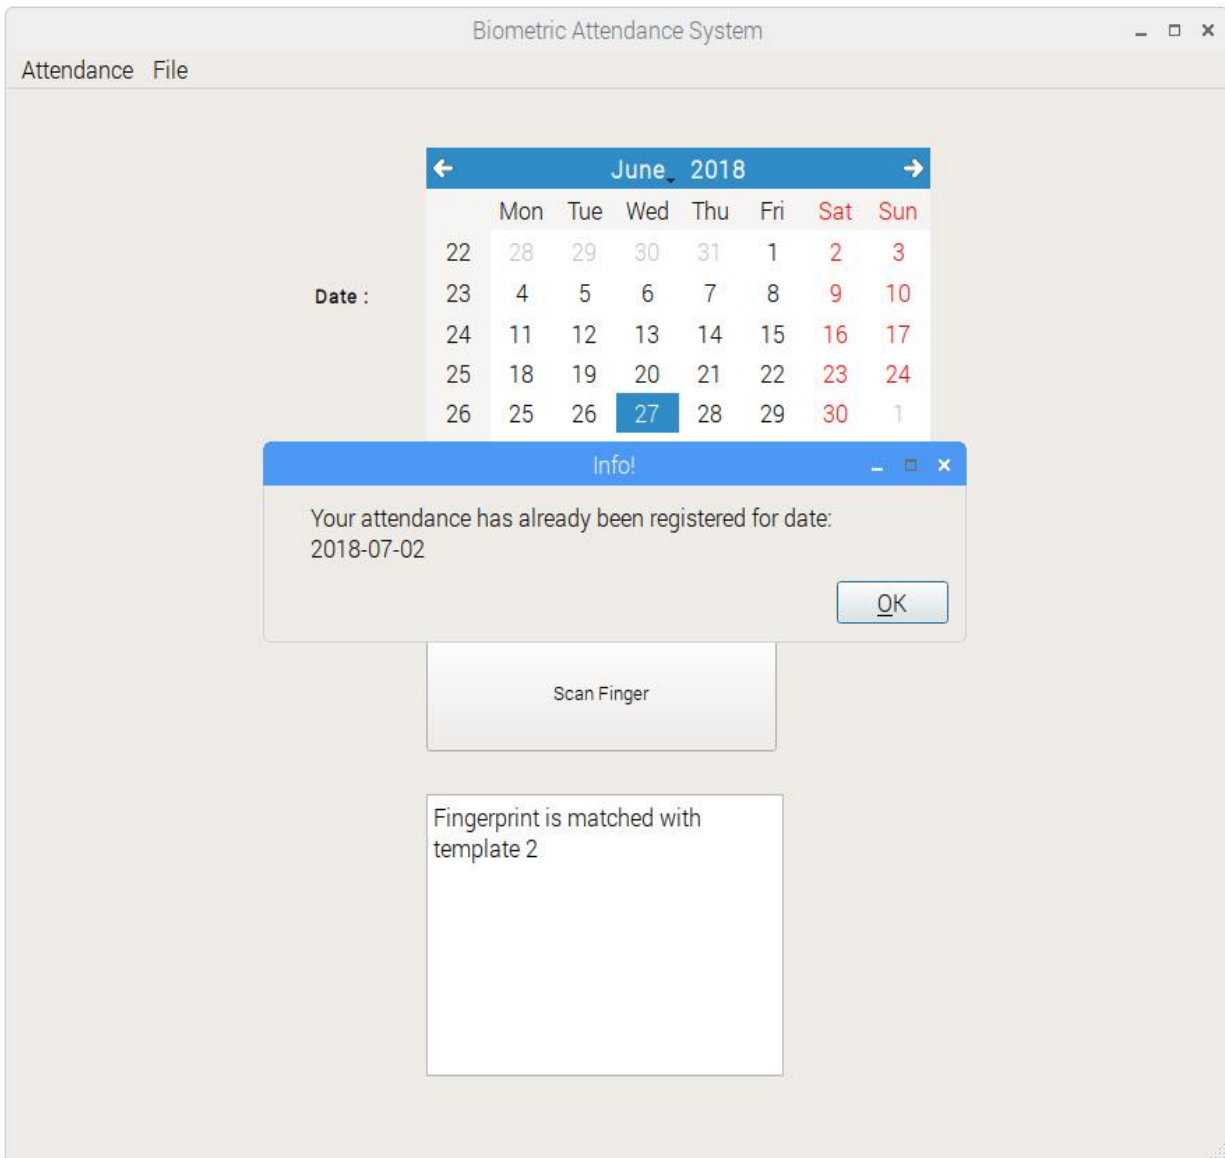 Biometric Attendance System
Attendance File
June 2018
Mon Tue Wed Thu Fri Sat Sun
22 28 29 30 31 1 2 3
Date : 23 4 5 6 7 8 9 10
24 11 12 13 14 15 16 17
25 18 19 20 21 22 23 24
26 25 26 27 28 29 30 1
Info!
Your attendance has already been registered for date:
2018-07-02
OK
Scan Finger
Fingerprint is matched with
template 2